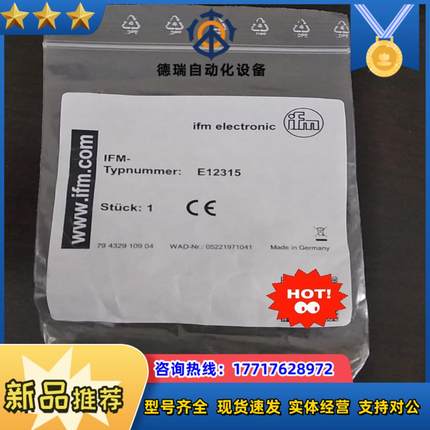 德瑞自动化设备
ifm electronic
ifm
IFM-
Typnummer: E12315
Stück: 1
CE
79 4329 109 04
WAD-Nr.: 05221971041
Made in Germany
www.ifm.com
HOT!
咨询热线：17717628972
新品推荐
型号齐全 现货速发 实体经营 支持对公